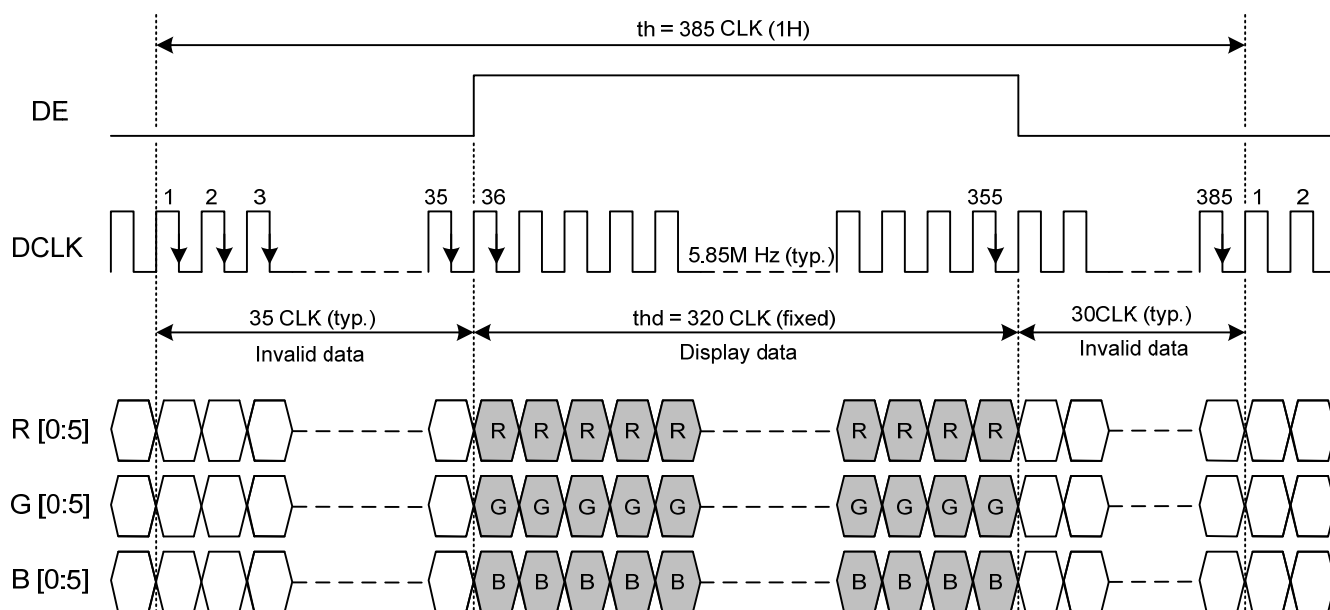 th = 385 CLK (1H)
DE
1 2 3 35 36 355 385 1 2
DCLK
5.85M Hz (typ.)
35 CLK (typ.) thd = 320 CLK (fixed) 30CLK (typ.)
Invalid data Display data Invalid data
R [0:5] R R R R R R R R R
G [0:5] G G G G G G G G G
B [0:5] B B B B B B B B B